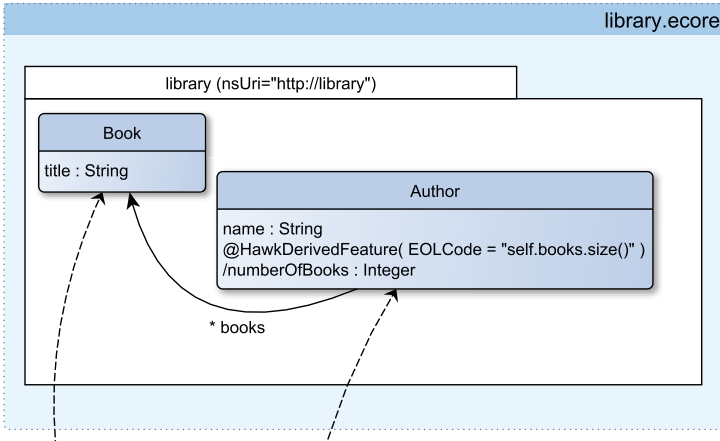 library.ecore
library (nsUri="http://library")
Book
title : String
Author
name : String
@HawkDerivedFeature( EOLCode = "self.books.size()" )
/numberOfBooks : Integer
* books